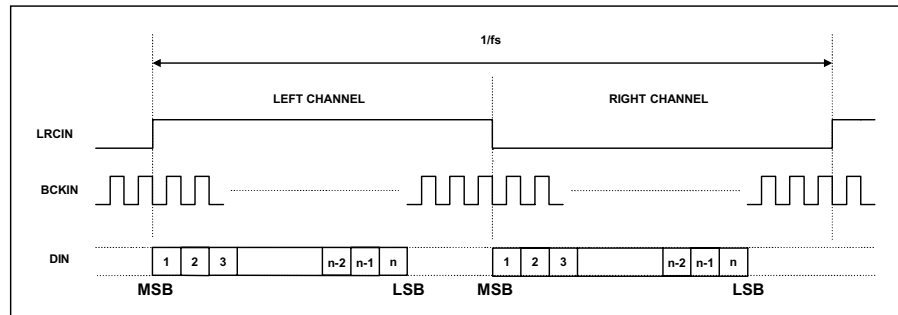 1/fs
LEFT CHANNEL RIGHT CHANNEL
LRCIN
BCKIN
DIN 1 2 3 n-2 n-1 n 1 2 3 n-2 n-1 n
MSB LSB MSB LSB